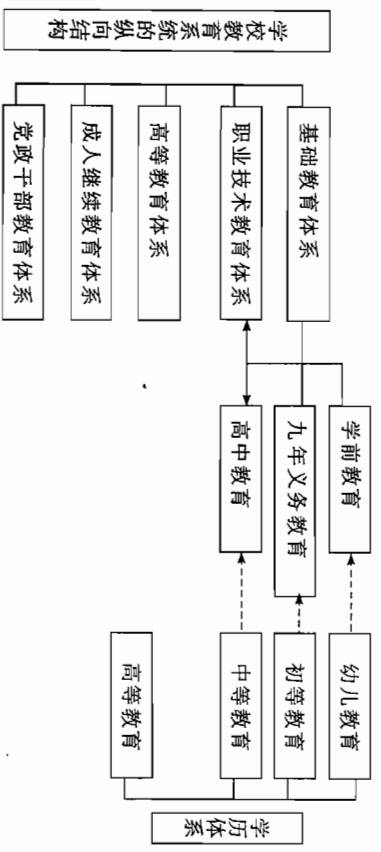 学校教育系统的纵向结构
基础教育体系
职业技术教育体系
高等教育体系
成人继续教育体系
党政干部教育体系
学前教育
九年义务教育
高中教育
幼儿教育
初等教育
中等教育
高等教育
学历体系